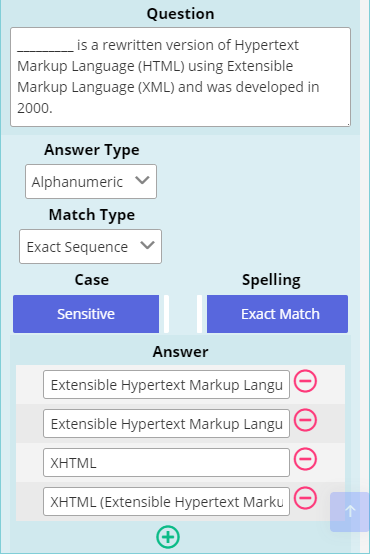 Question
_________ is a rewritten version of Hypertext
Markup Language (HTML) using Extensible
Markup Language (XML) and was developed in
2000.
Answer Type
Alphanumeric
Match Type
Exact Sequence
Case Spelling
Sensitive Exact Match
Answer
Extensible Hypertext Markup Langu
Extensible Hypertext Markup Langu
XHTML
XHTML (Extensible Hypertext Marku